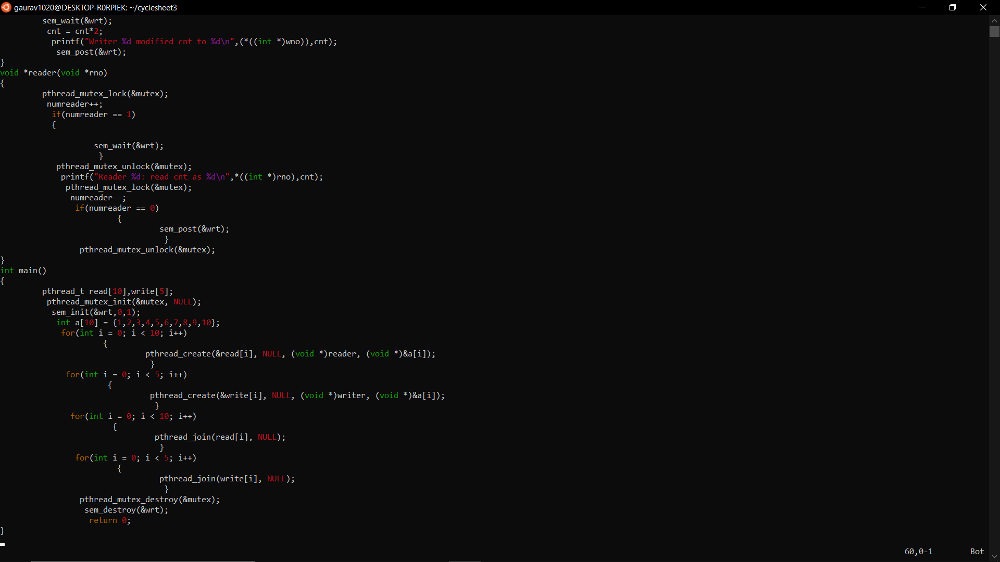 gaurav1020@DESKTOP-R0RPIEK: ~/cyclesheet3
sem_wait(&wrt);
cnt = cnt*2;
printf("Writer %d modified cnt to %d\n",(*((int *)wno)),cnt);
sem_post(&wrt);
}
void *reader(void *rno)
{
pthread_mutex_lock(&mutex);
numreader++;
if(numreader == 1)
{
sem_wait(&wrt);
}
pthread_mutex_unlock(&mutex);
printf("Reader %d: read cnt as %d\n",*((int *)rno),cnt);
pthread_mutex_lock(&mutex);
numreader--;
if(numreader == 0)
{
sem_post(&wrt);
}
pthread_mutex_unlock(&mutex);
}
int main()
{
pthread_t read[10],write[5];
pthread_mutex_init(&mutex, NULL);
sem_init(&wrt,0,1);
int a[10] = {1,2,3,4,5,6,7,8,9,10};
for(int i = 0; i < 10; i++)
{
pthread_create(&read[i], NULL, (void *)reader, (void *)&a[i]);
}
for(int i = 0; i < 5; i++)
{
pthread_create(&write[i], NULL, (void *)writer, (void *)&a[i]);
}
for(int i = 0; i < 10; i++)
{
pthread_join(read[i], NULL);
}
for(int i = 0; i < 5; i++)
{
pthread_join(write[i], NULL);
}
pthread_mutex_destroy(&mutex);
sem_destroy(&wrt);
return 0;
}
60,0-1 Bot